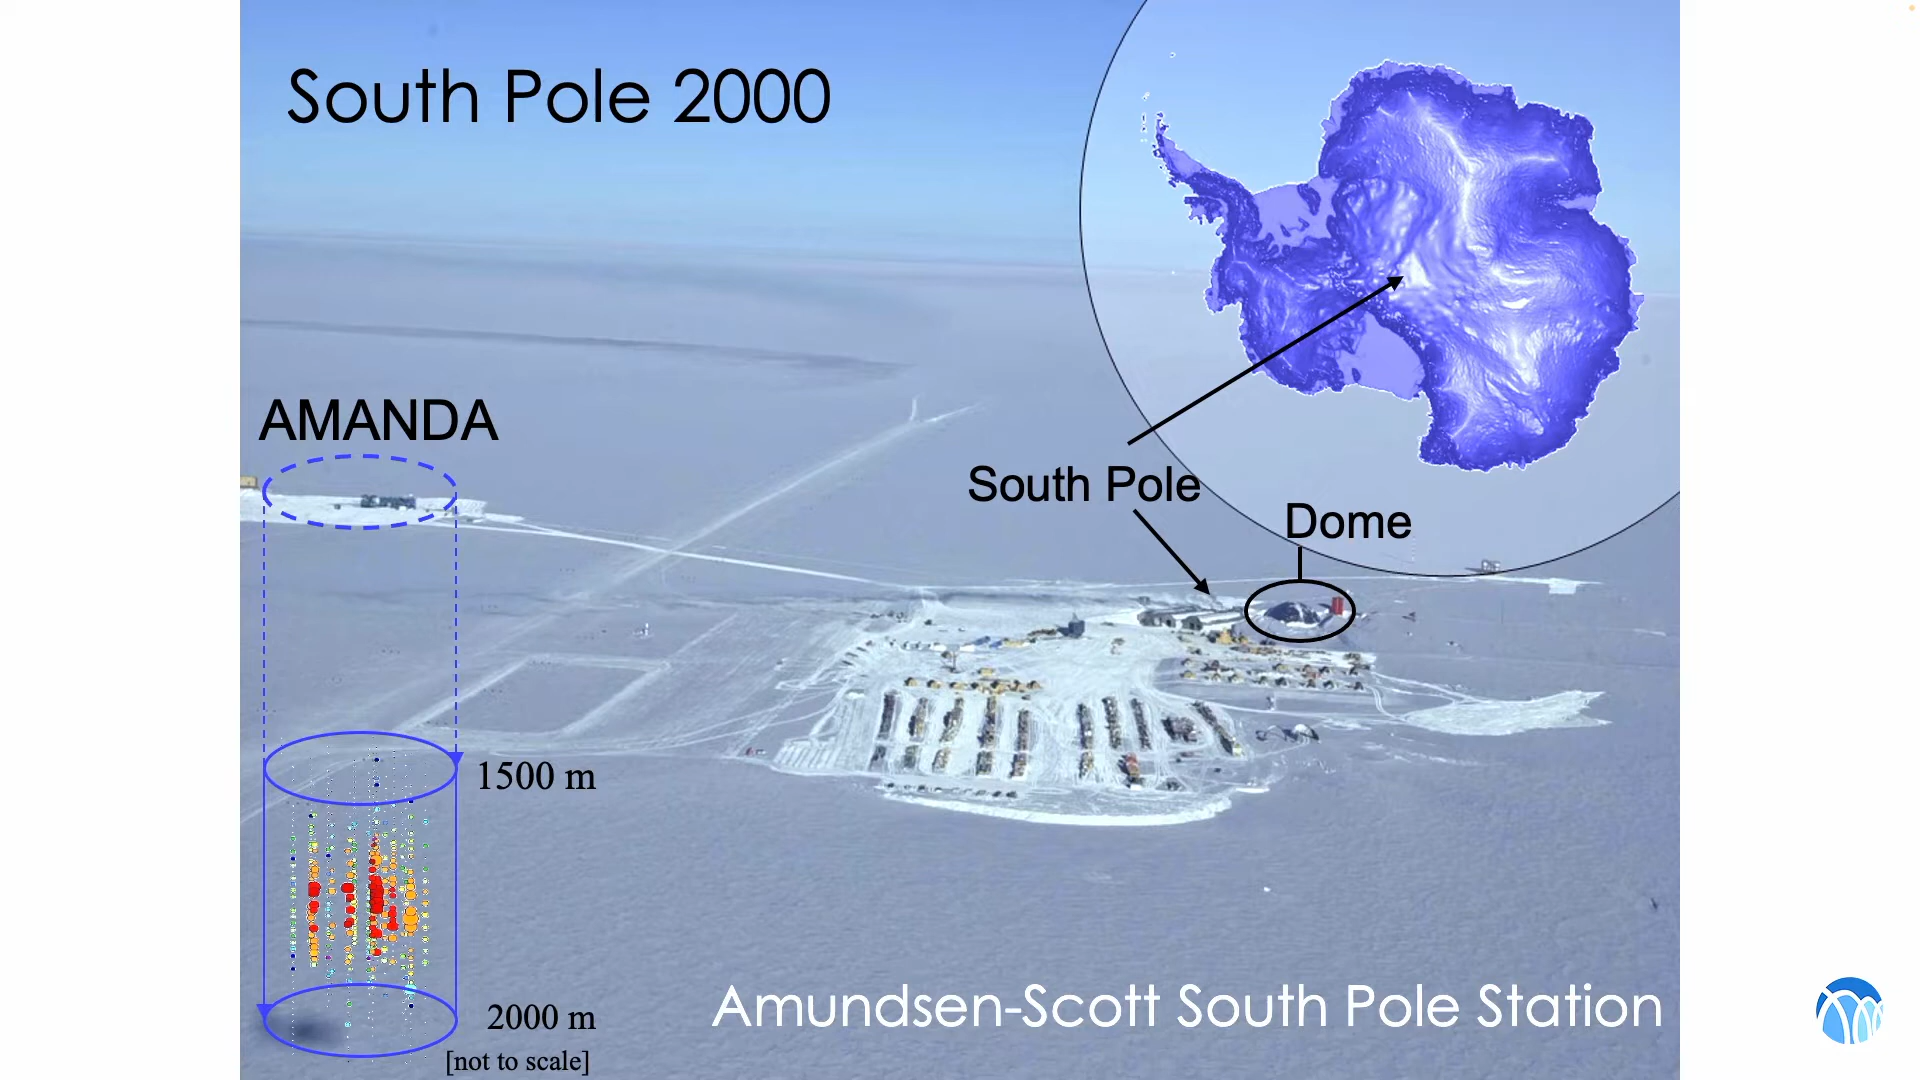 South Pole 2000
AMANDA
South Pole
Dome
1500 m
2000 m
[not to scale]
Amundsen-Scott South Pole Station